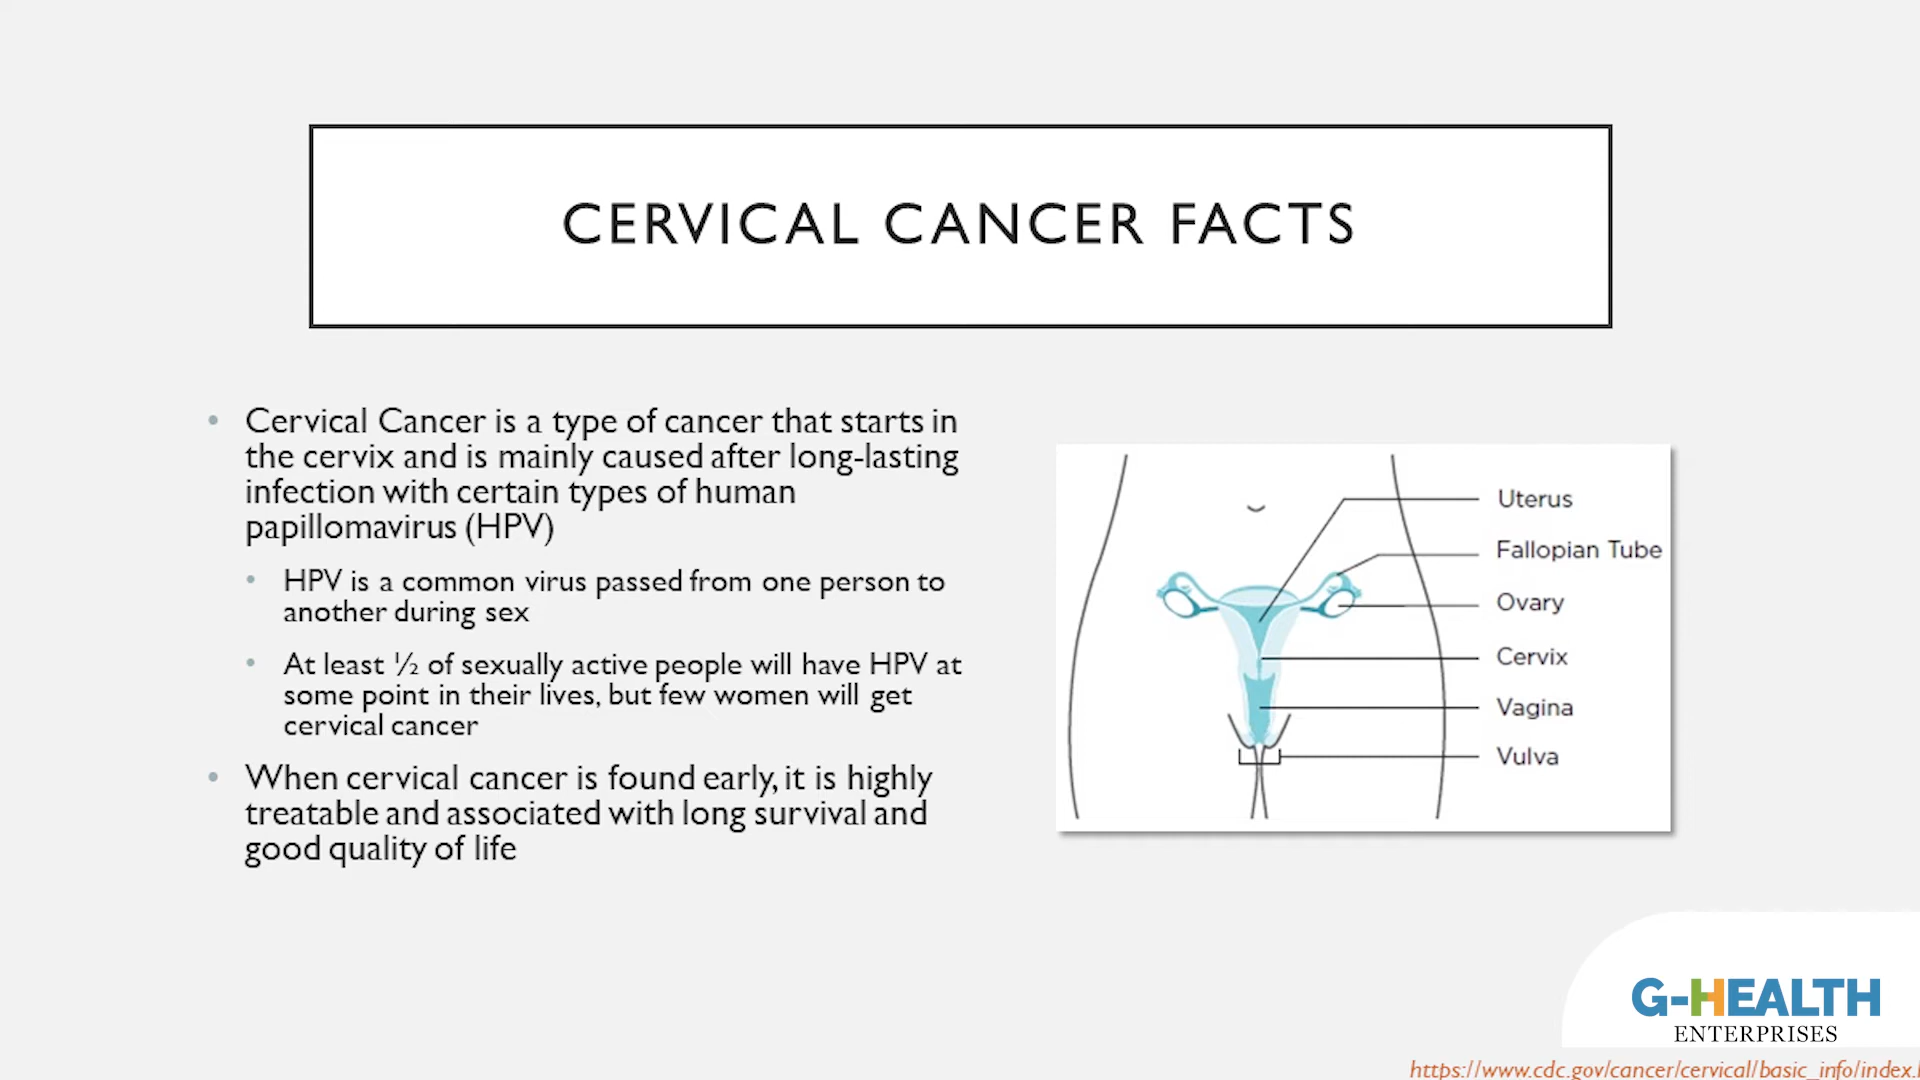 CERVICAL CANCER FACTS
• Cervical Cancer is a type of cancer that starts in
the cervix and is mainly caused after long-lasting
infection with certain types of human
papillomavirus (HPV)
• HPV is a common virus passed from one person to
another during sex
• At least ½ of sexually active people will have HPV at
some point in their lives, but few women will get
cervical cancer
• When cervical cancer is found early, it is highly
treatable and associated with long survival and
good quality of life
Uterus
Fallopian Tube
Ovary
Cervix
Vagina
Vulva
G-HEALTH
ENTERPRISES
https://www.cdc.gov/cancer/cervical/basic_info/index.